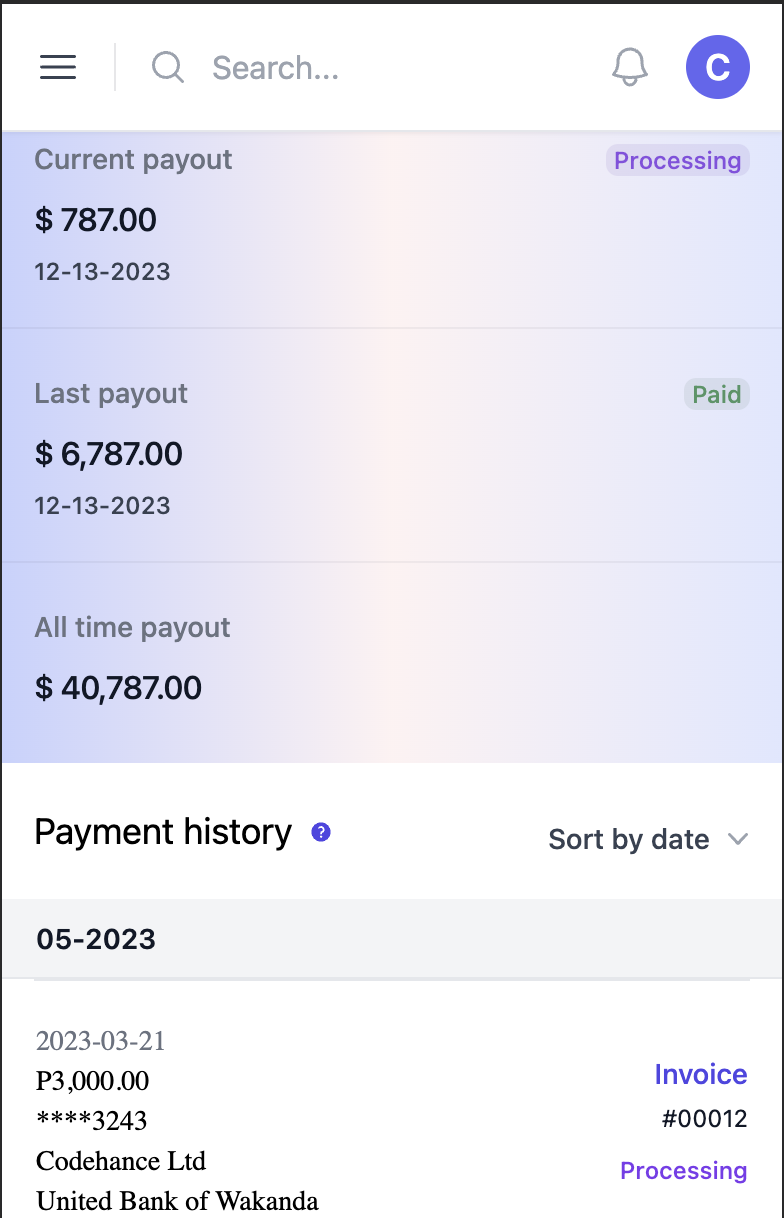 Search...
C
Current payout
Processing
$ 787.00
12-13-2023
Last payout
Paid
$ 6,787.00
12-13-2023
All time payout
$ 40,787.00
Payment history ?
Sort by date
05-2023
2023-03-21
P3,000.00
****3243
Codehance Ltd
United Bank of Wakanda
Invoice
#00012
Processing